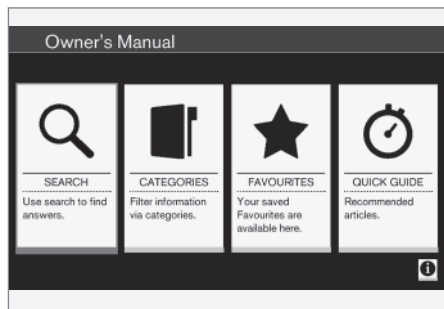 Owner's Manual
SEARCH
Use search to find
answers.
CATEGORIES
Filter information
via categories.
FAVOURITES
Your saved
Favourites are
available here.
QUICK GUIDE
Recommended
articles.
i